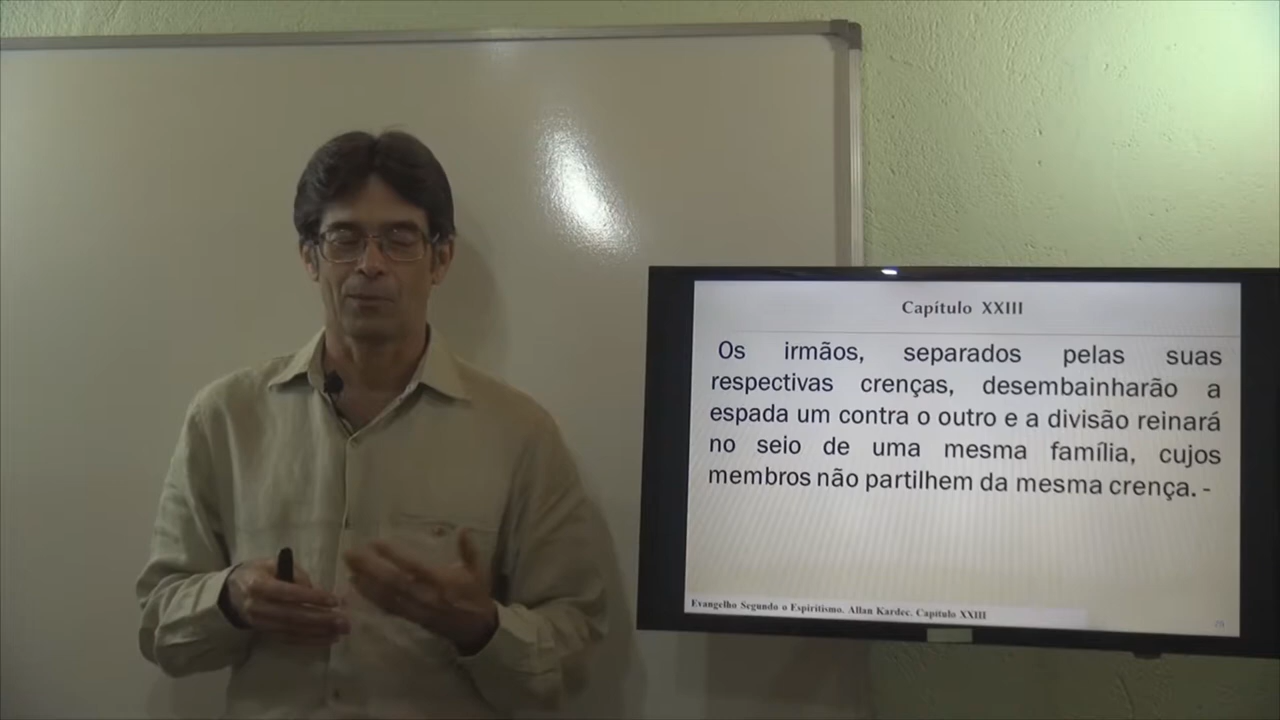 Capítulo XXIII
Os irmãos, separados pelas suas
respectivas crenças, desembainharão a
espada um contra o outro e a divisão reinará
no seio de uma mesma família, cujos
membros não partilhem da mesma crença. -
Evangelho Segundo o Espiritismo. Allan Kardec. Capítulo XXIII